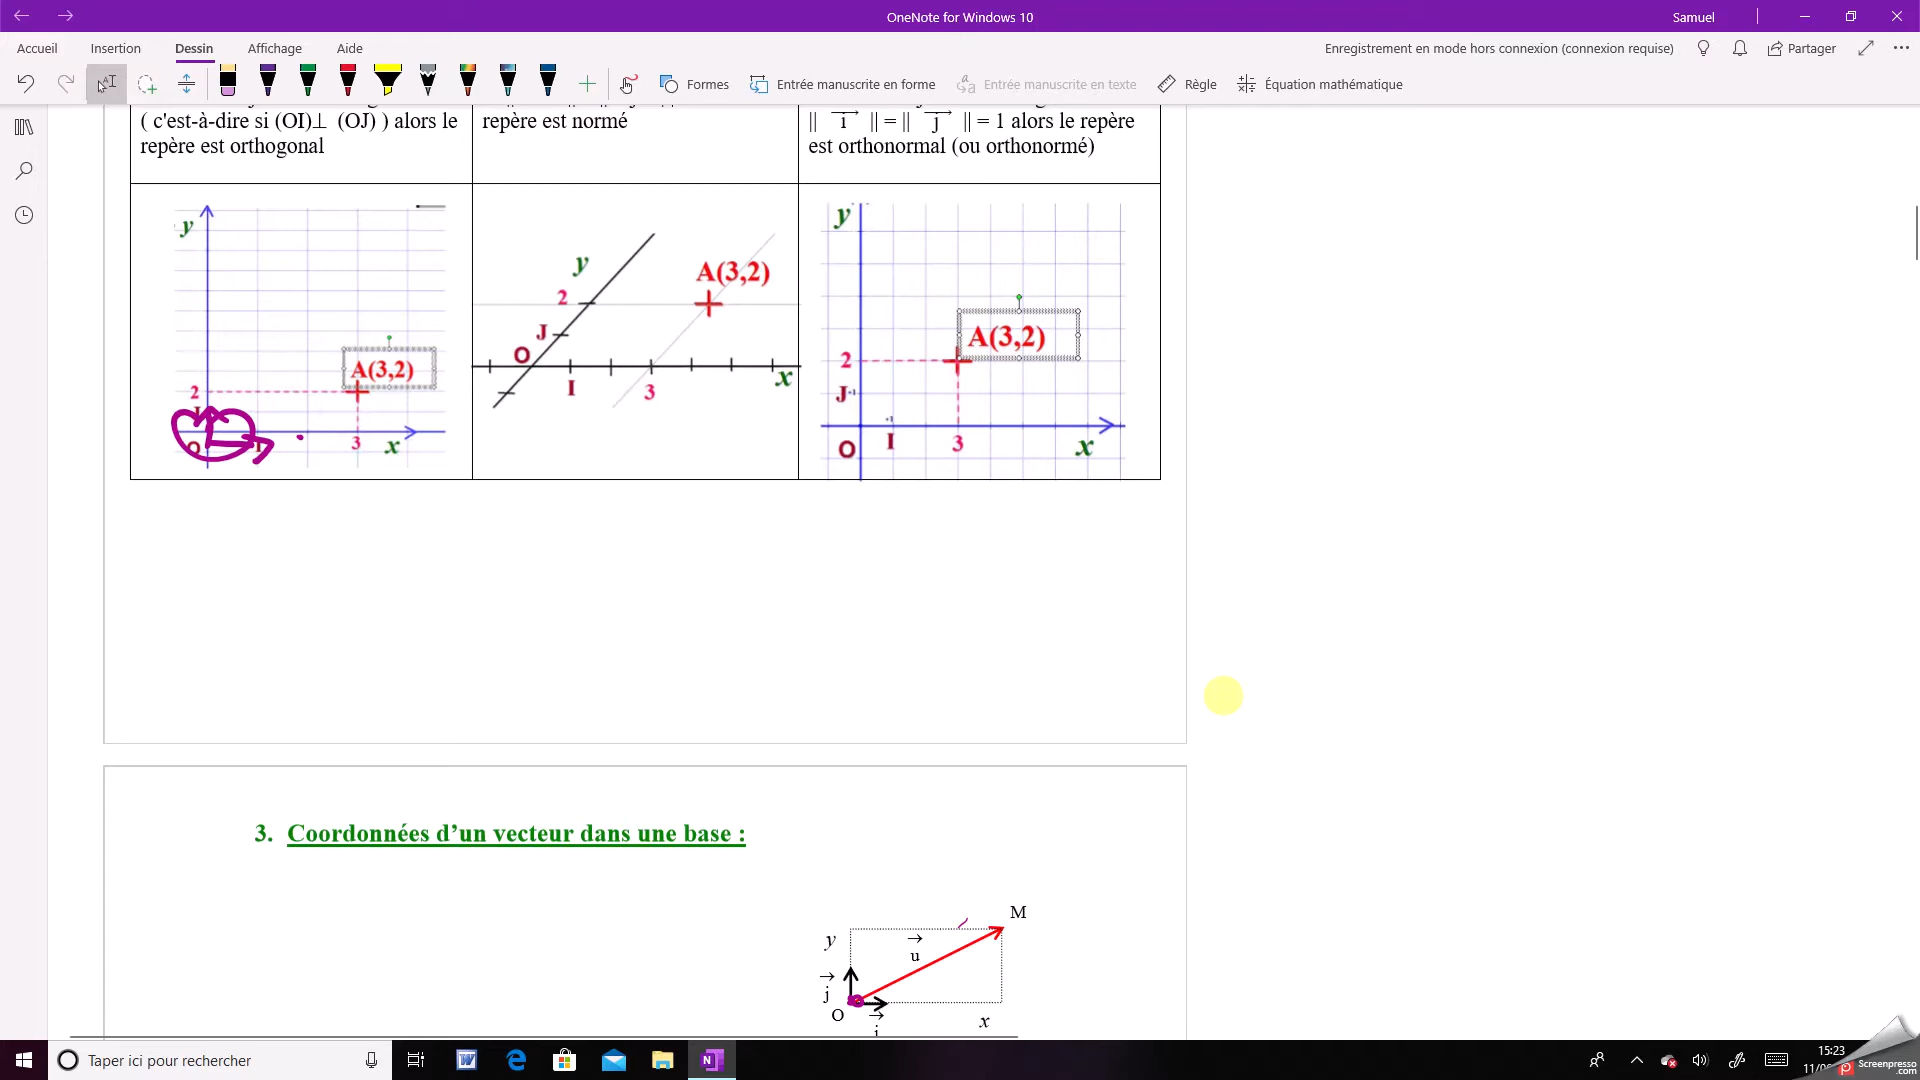 OneNote for Windows 10
Samuel
Accueil Insertion Dessin Affichage Aide
Enregistrement en mode hors connexion (connexion requise)
Partager
Formes
Entrée manuscrite en forme
Entrée manuscrite en texte
Règle
Équation mathématique
( c'est-à-dire si (OI)⊥ (OJ) ) alors le
repère est orthogonal
repère est normé
|| i || = || j || = 1 alors le repère
est orthonormal (ou orthonormé)
y
A(3,2)
2
O
3
x
y
A(3,2)
2
J
O
I
3
x
y
A(3,2)
2
J
O
I
3
x
3. Coordonnées d’un vecteur dans une base :
M
y
u
j
O
i
x
Taper ici pour rechercher
15:23
Screenpresso
.com